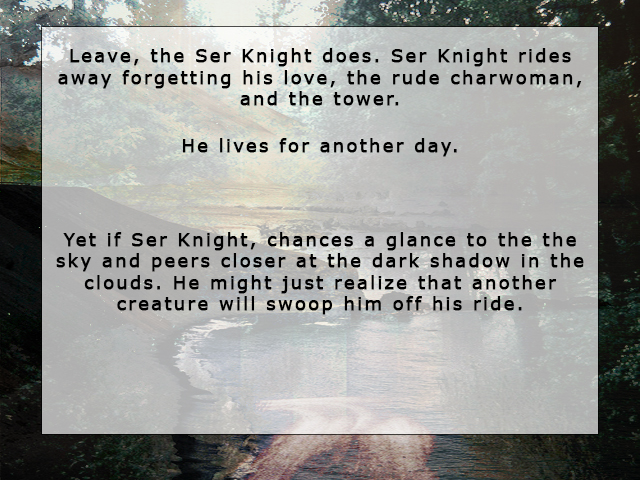 Leave, the Ser Knight does. Ser Knight rides
away forgetting his love, the rude charwoman,
and the tower.
He lives for another day.
Yet if Ser Knight, chances a glance to the the
sky and peers closer at the dark shadow in the
clouds. He might just realize that another
creature will swoop him off his ride.